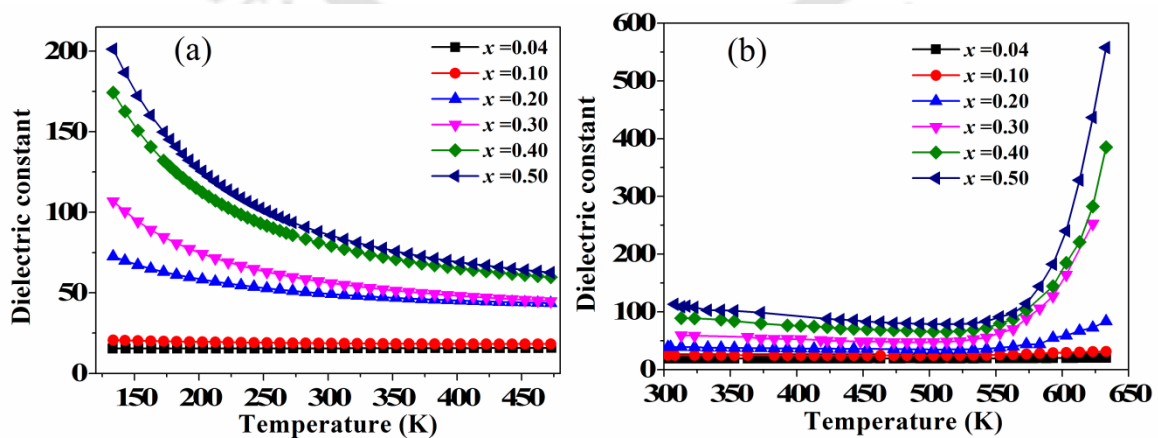 (a)
x =0.04
x =0.10
x =0.20
x =0.30
x =0.40
x =0.50
200
150
100
50
0
150 200 250 300 350 400 450
Dielectric constant
Temperature (K)
(b)
x =0.04
x =0.10
x =0.20
x =0.30
x =0.40
x =0.50
600
500
400
300
200
100
0
300 350 400 450 500 550 600 650
Dielectric constant
Temperature (K)